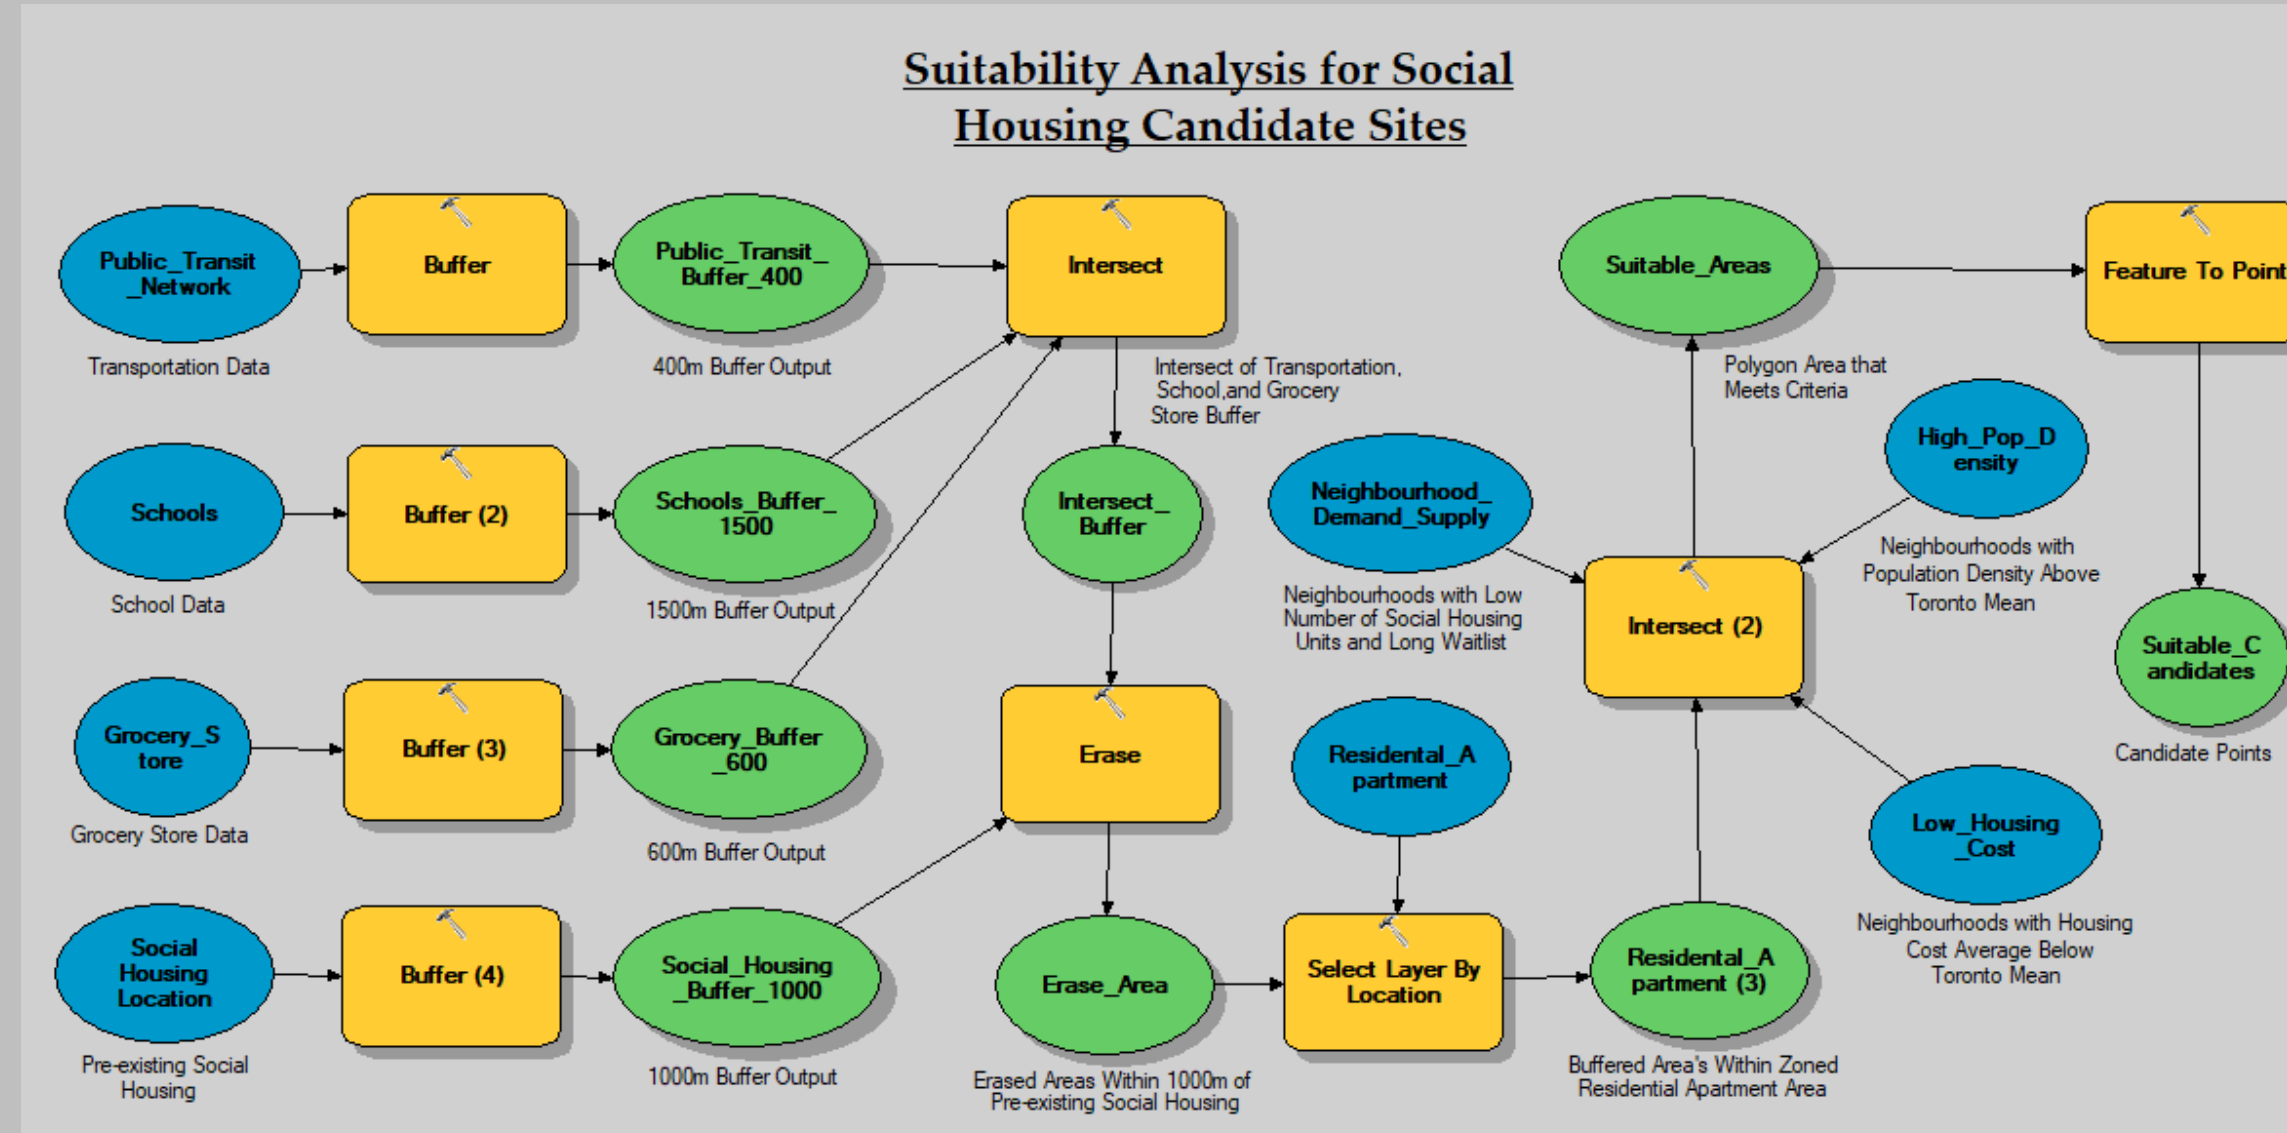 Suitability Analysis for Social
Housing Candidate Sites
Public_Transit
_Network
Transportation Data
Buffer
Public_Transit_
Buffer_400
400m Buffer Output
Intersect
Intersect of Transportation,
School,and Grocery
Store Buffer
Suitable_Areas
Polygon Area that
Meets Criteria
Feature To Point
Schools
School Data
Buffer (2)
Schools_Buffer_
1500
1500m Buffer Output
Intersect_
Buffer
Neighbourhood_
Demand_Supply
Neighbourhoods with Low
Number of Social Housing
Units and Long Waitlist
High_Pop_D
ensity
Neighbourhoods with
Population Density Above
Toronto Mean
Intersect (2)
Suitable_C
andidates
Candidate Points
Grocery_S
tore
Grocery Store Data
Buffer (3)
Grocery_Buffer
_600
600m Buffer Output
Erase
Residental_A
partment
Low_Housing
_Cost
Neighbourhoods with Housing
Cost Average Below
Toronto Mean
Social
Housing
Location
Pre-existing Social
Housing
Buffer (4)
Social_Housing
_Buffer_1000
1000m Buffer Output
Erase_Area
Erased Areas Within 1000m of
Pre-existing Social Housing
Select Layer By
Location
Residental_A
partment (3)
Buffered Area's Within Zoned
Residential Apartment Area